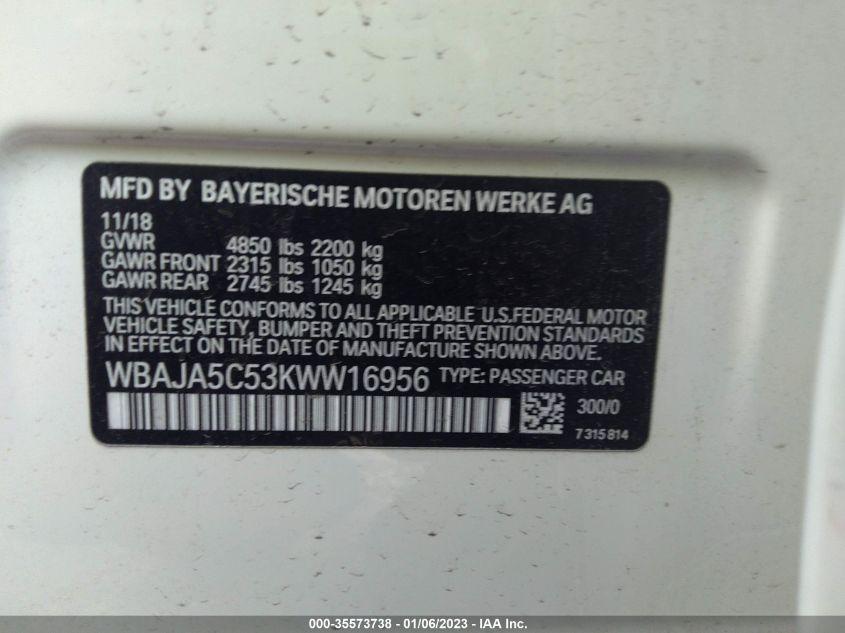 MFD BY BAYERISCHE MOTOREN WERKE AG
11/18
GVWR 4850 lbs 2200 kg
GAWR FRONT 2315 lbs 1050 kg
GAWR REAR 2745 lbs 1245 kg
THIS VEHICLE CONFORMS TO ALL APPLICABLE U.S.FEDERAL MOTOR
VEHICLE SAFETY, BUMPER AND THEFT PREVENTION STANDARDS
IN EFFECT ON THE DATE OF MANUFACTURE SHOWN ABOVE.
WBAJA5C53KWW16956 TYPE: PASSENGER CAR
300/0
7315814
000-35573738 - 01/06/2023 - IAA Inc.